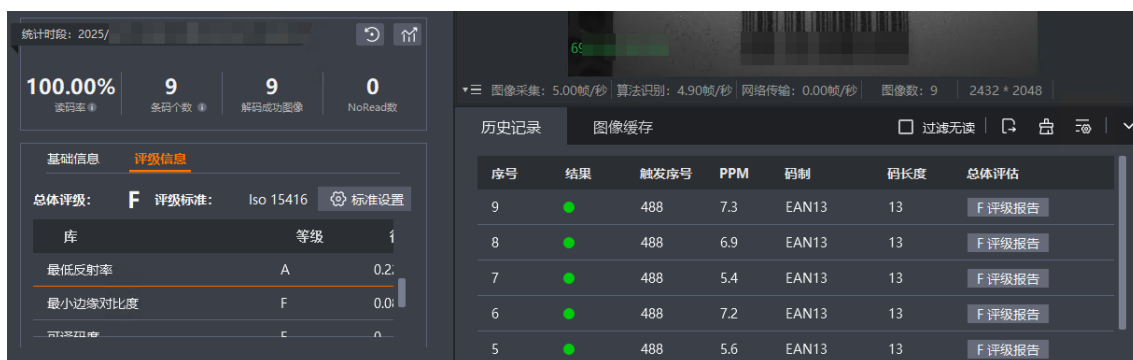 统计时段：2025/
100.00%
读码率
9
条码个数
9
解码成功图像
0
NoRead数
基础信息 评级信息
总体评级： F 评级标准： Iso 15416 标准设置
库 等级
最低反射率 A 0.2
最小边缘对比度 F 0.0
可译码度 F 0
69
图像采集：5.00帧/秒 算法识别：4.90帧/秒 网络传输：0.00帧/秒 图像数：9 2432 * 2048
历史记录 图像缓存 过滤无读
序号 结果 触发序号 PPM 码制 码长度 总体评估
9 488 7.3 EAN13 13 F 评级报告
8 488 6.9 EAN13 13 F 评级报告
7 488 5.4 EAN13 13 F 评级报告
6 488 7.2 EAN13 13 F 评级报告
5 488 5.6 EAN13 13 F 评级报告